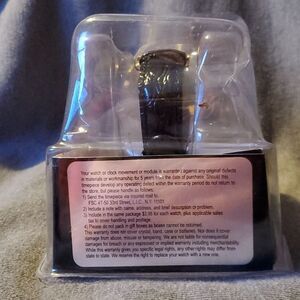 Your watch or clock movement or module is warranted against any original defects
in materials or workmanship for 5 years from the date of purchase. Should this
timepiece develop any operating defect within the warranty period do not return to
the store, but please handle as follows.
1) Send the timepiece via insured mail to:
FSC 41-50 22nd Street, L.I.C., N.Y. 11101
2) Include a note with name, address, and brief description of problem.
3) Include in the same package $3.95 for each watch, plus applicable sales
tax to cover handling and postage.
4) Please do not pack in gift boxes as boxes cannot be returned.
This warranty does not cover crystal, band, case or batteries. Nor does it cover
damage from abuse, misuse or tampering. We are not liable for consequential
damages for breach or any expressed or implied warranty including merchantability.
While this warranty gives you specific legal rights, any other rights may differ from
state to state. We reserve the right to replace your watch with a new one.